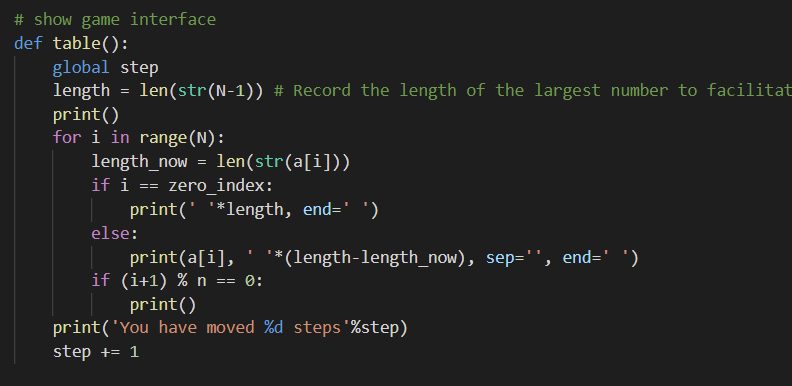 # show game interface
def table():
    global step
    length = len(str(N-1)) # Record the length of the largest number to
    print()
    for i in range(N):
        length_now = len(str(a[i]))
        if i == zero_index:
            print(' '*length, end=' ')
        else:
            print(a[i], ' '*(length-length_now), sep='', end=' ')
        if (i+1) % n == 0:
            print()
    print('You have moved %d steps'%step)
    step += 1